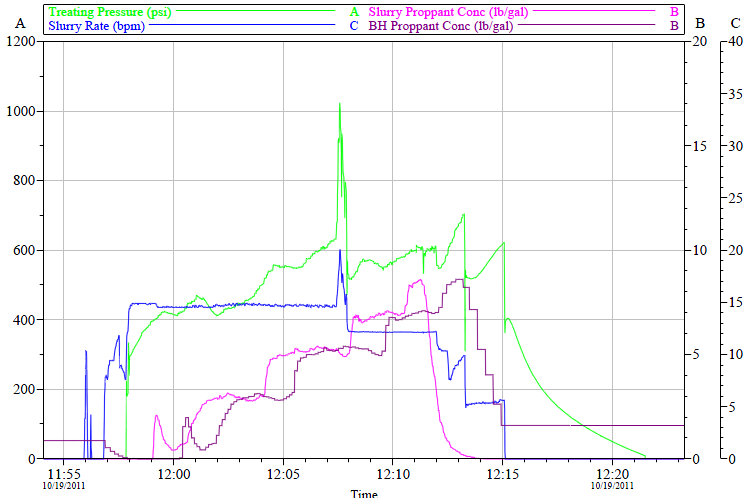 Treating Pressure (psi) A Slurry Proppant Conc (lb/gal) B
Slurry Rate (bpm) C BH Proppant Conc (lb/gal) B
A B C
1200 20 40
35
1000
15 30
800
25
600 10 20
15
400
5 10
200
5
0 0 0
11:55 12:00 12:05 12:10 12:15 12:20
10/19/2011 10/19/2011
Time